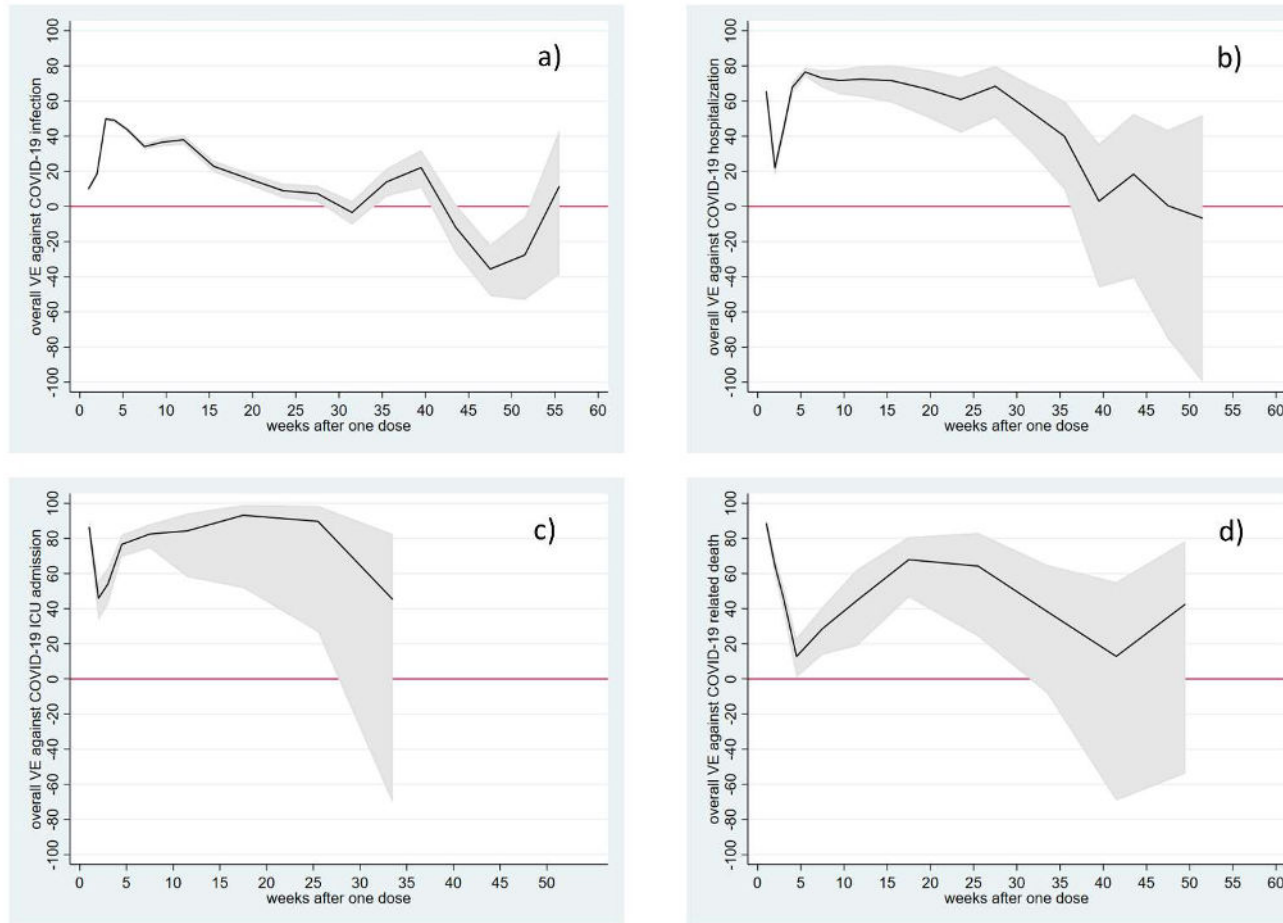 a)
overall VE against COVID-19 infection
100
80
60
40
20
0
-20
-40
-60
-80
-100
0 5 10 15 20 25 30 35 40 45 50 55 60
weeks after one dose
b)
overall VE against COVID-19 hospitalization
100
80
60
40
20
0
-20
-40
-60
-80
-100
0 5 10 15 20 25 30 35 40 45 50 55 60
weeks after one dose
c)
overall VE against COVID-19 ICU admission
100
80
60
40
20
0
-20
-40
-60
-80
-100
0 5 10 15 20 25 30 35 40 45 50
weeks after one dose
d)
overall VE against COVID-19 related death
100
80
60
40
20
0
-20
-40
-60
-80
-100
0 5 10 15 20 25 30 35 40 45 50 55 60
weeks after one dose